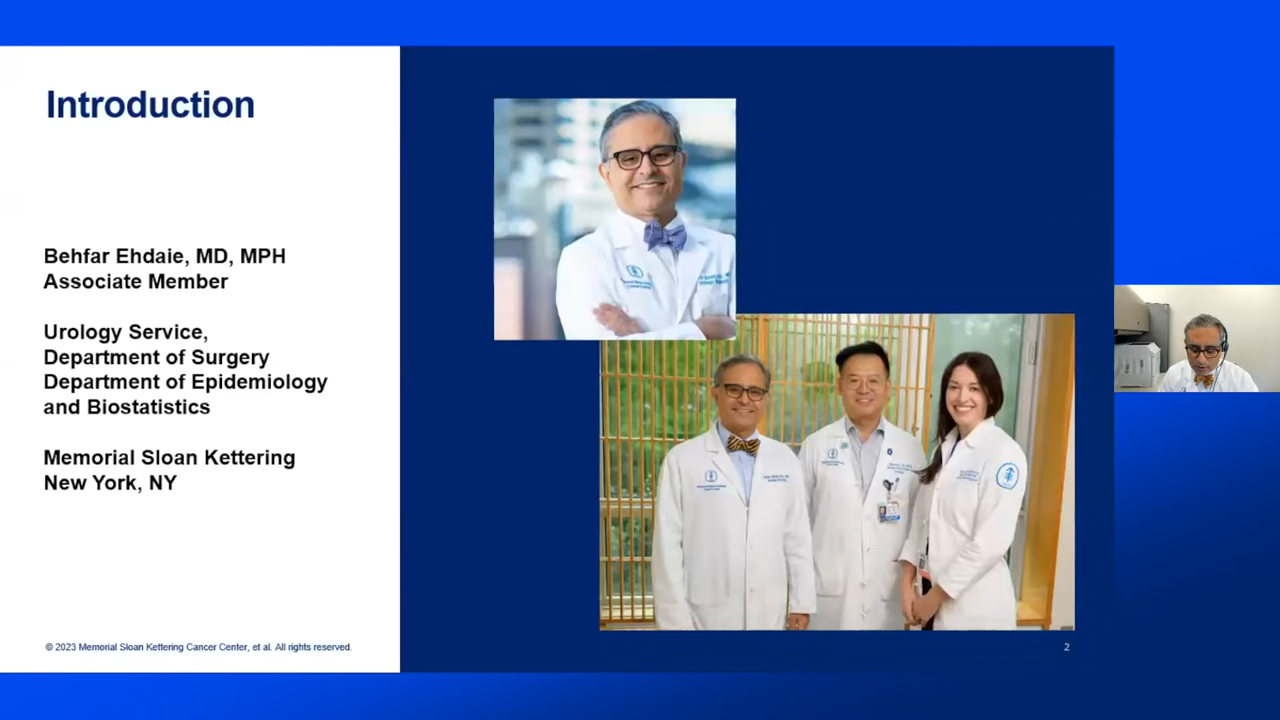 Introduction
Behfar Ehdaie, MD, MPH
Associate Member
Urology Service,
Department of Surgery
Department of Epidemiology
and Biostatistics
Memorial Sloan Kettering
New York, NY
© 2023 Memorial Sloan Kettering Cancer Center, et al. All rights reserved.
2